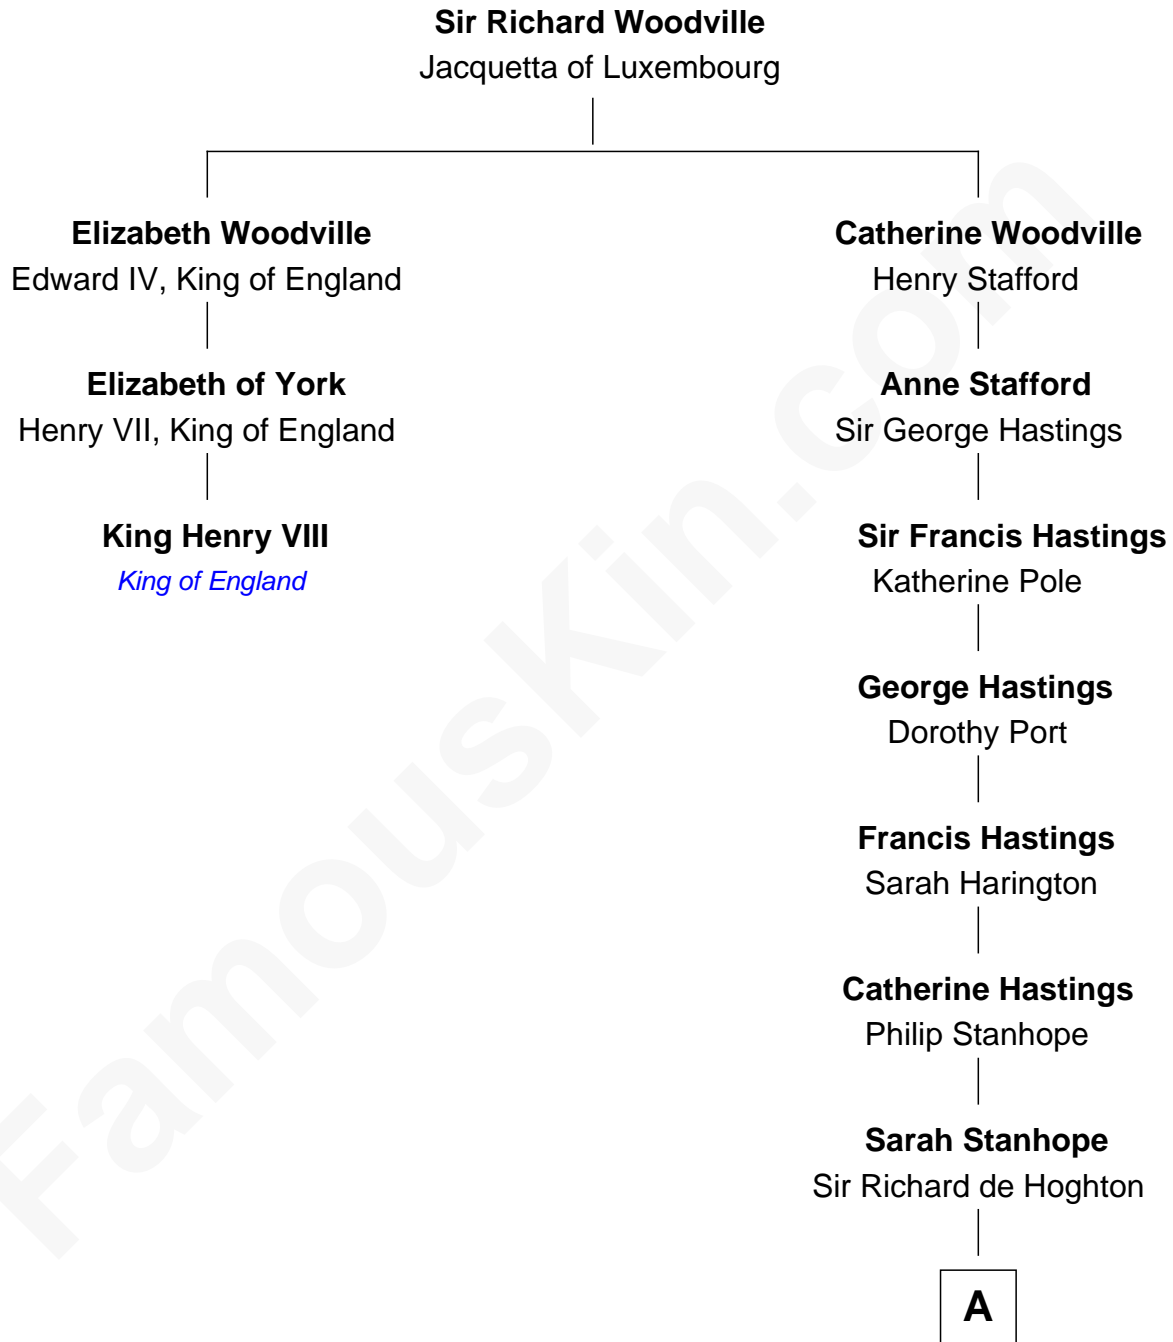 Sir Richard Woodville
Jacquetta of Luxembourg
Elizabeth Woodville
Edward IV, King of England
Catherine Woodville
Henry Stafford
Elizabeth of York
Henry VII, King of England
Anne Stafford
Sir George Hastings
King Henry VIII
King of England
Sir Francis Hastings
Katherine Pole
George Hastings
Dorothy Port
Francis Hastings
Sarah Harington
Catherine Hastings
Philip Stanhope
Sarah Stanhope
Sir Richard de Hoghton
A
FamousKin.com